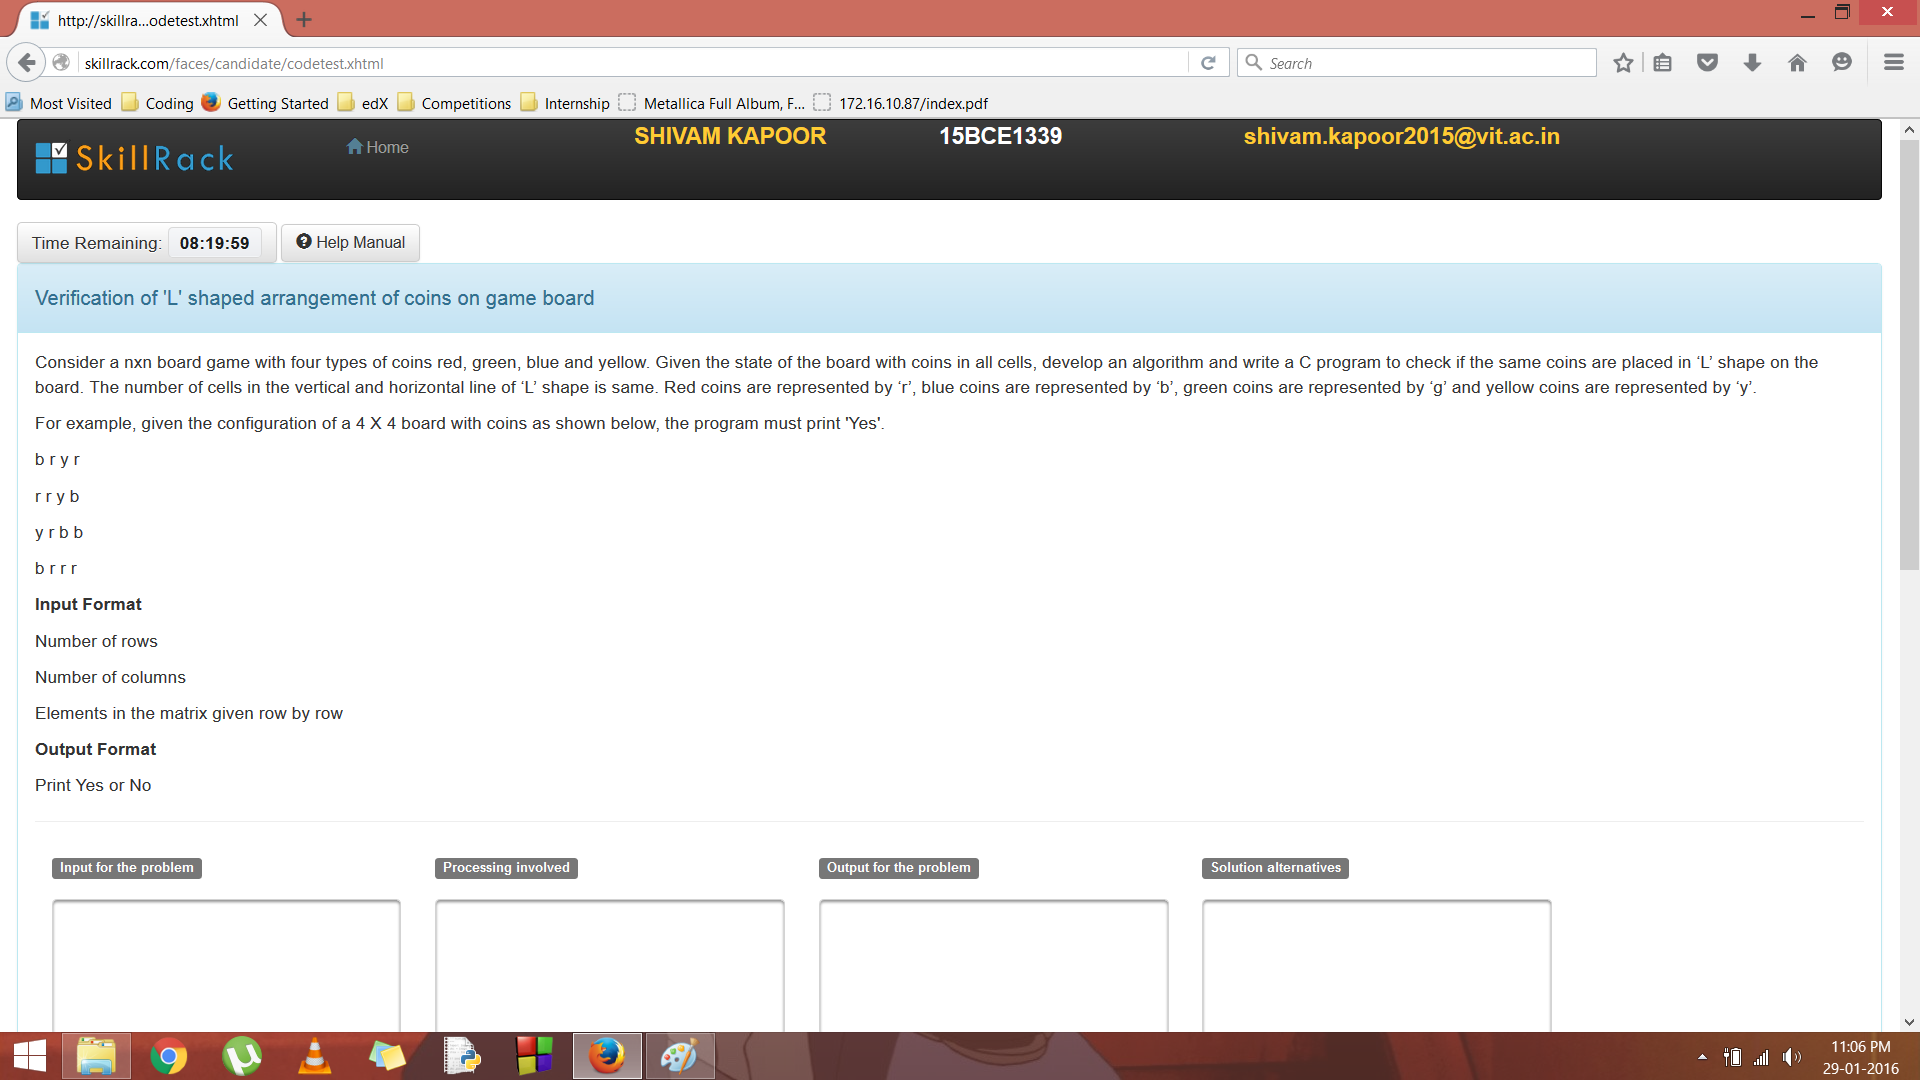 http://skillra...odetest.xhtml
skillrack.com/faces/candidate/codetest.xhtml
Search
Most Visited Coding Getting Started edX Competitions Internship Metallica Full Album, F... 172.16.10.87/index.pdf
SkillRack Home SHIVAM KAPOOR 15BCE1339 shivam.kapoor2015@vit.ac.in
Time Remaining: 08:19:59 Help Manual
Verification of 'L' shaped arrangement of coins on game board
Consider a nxn board game with four types of coins red, green, blue and yellow. Given the state of the board with coins in all cells, develop an algorithm and write a C program to check if the same coins are placed in ‘L’ shape on the
board. The number of cells in the vertical and horizontal line of ‘L’ shape is same. Red coins are represented by ‘r’, blue coins are represented by ‘b’, green coins are represented by ‘g’ and yellow coins are represented by ‘y’.
For example, given the configuration of a 4 X 4 board with coins as shown below, the program must print 'Yes'.
b r y r
r r y b
y r b b
b r r r
Input Format
Number of rows
Number of columns
Elements in the matrix given row by row
Output Format
Print Yes or No
Input for the problem Processing involved Output for the problem Solution alternatives
11:06 PM
29-01-2016